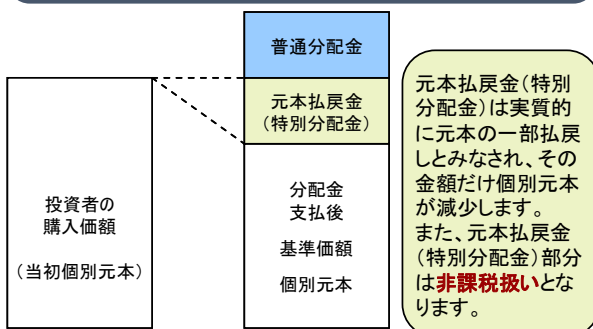 普通分配金
元本払戻金
（特別分配金）
投資者の
購入価額
（当初個別元本）
分配金
支払後
基準価額
個別元本
元本払戻金（特別
分配金）は実質的
に元本の一部払戻
しとみなされ、その
金額だけ個別元本
が減少します。
また、元本払戻金
（特別分配金）部分
は非課税扱いとな
ります。